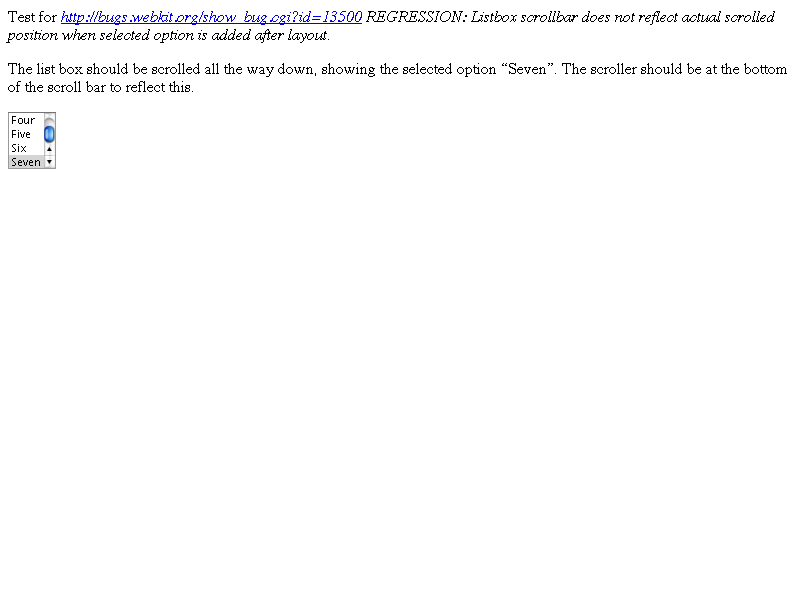 Test for http://bugs.webkit.org/show_bug.cgi?id=13500 REGRESSION: Listbox scrollbar does not reflect actual scrolled
position when selected option is added after layout.
The list box should be scrolled all the way down, showing the selected option “Seven”. The scroller should be at the bottom
of the scroll bar to reflect this.
Four
Five
Six
Seven